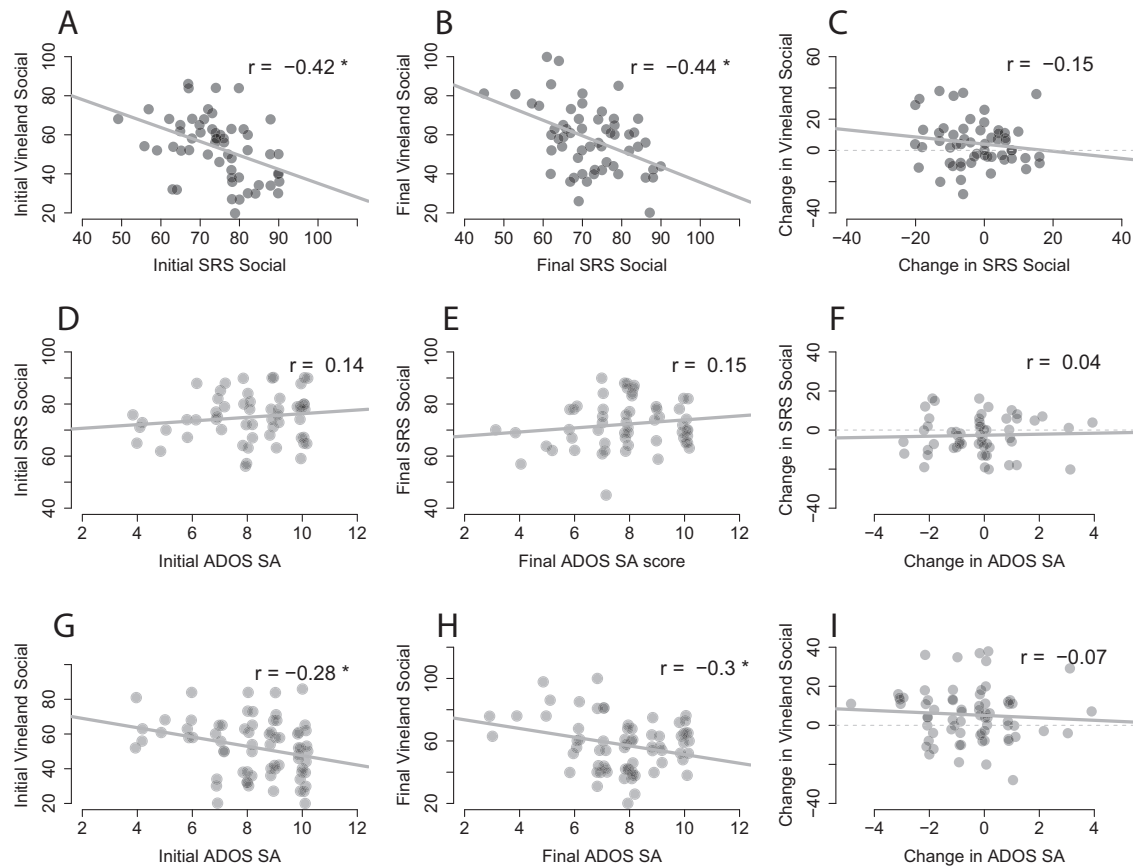 A
B
C
r = −0.42 *
r = −0.44 *
r = −0.15
Initial Vineland Social
20 40 60 80 100
40 50 60 70 80 90 100
Initial SRS Social
Final Vineland Social
20 40 60 80 100
40 50 60 70 80 90 100
Final SRS Social
Change in Vineland Social
−40 0 20 60
−40 −20 0 20 40
Change in SRS Social
D
E
F
r = 0.14
r = 0.15
r = 0.04
Initial SRS Social
40 60 80 100
2 4 6 8 10 12
Initial ADOS SA
Final SRS Social
40 60 80 100
2 4 6 8 10 12
Final ADOS SA score
Change in SRS Social
−40 0 20 40
−4 −2 0 2 4
Change in ADOS SA
G
H
I
r = −0.28 *
r = −0.3 *
r = −0.07
Initial Vineland Social
20 40 60 80
2 4 6 8 10 12
Initial ADOS SA
Final Vineland Social
20 60 80 100
2 4 6 8 10 12
Final ADOS SA
Change in Vineland Social
−40 0 20 40
−4 −2 0 2 4
Change in ADOS SA